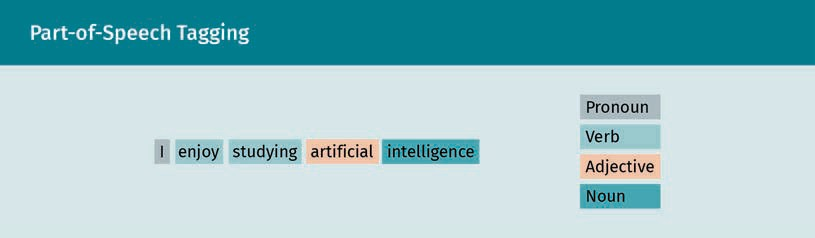 Part-of-Speech Tagging
I enjoy studying artificial intelligence
Pronoun
Verb
Adjective
Noun